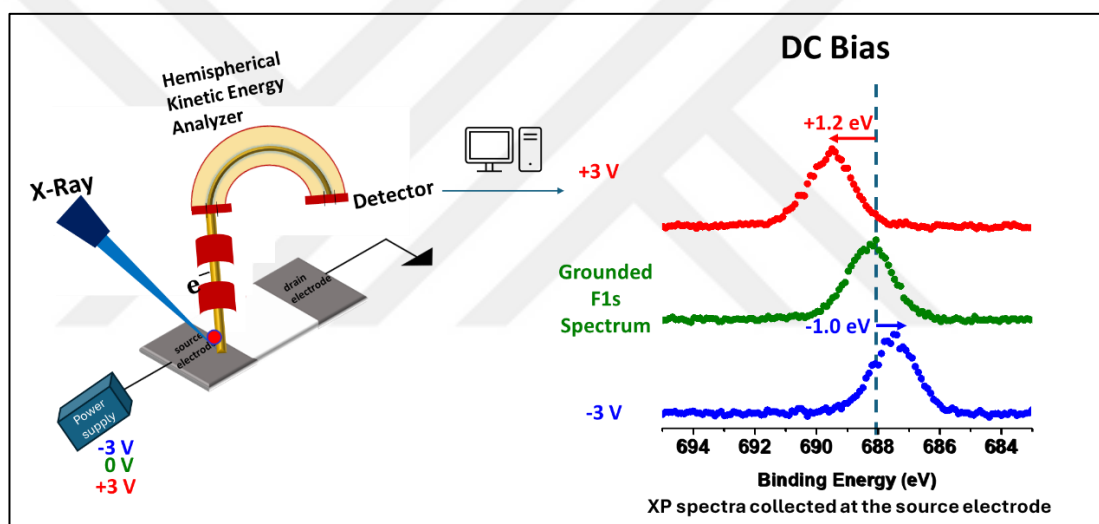 DC Bias
Hemispherical
Kinetic Energy
Analyzer
X-Ray
Detector
e-
source
electrode
drain
electrode
Power
supply
-3 V
0 V
+3 V
+3 V
+1.2 eV
Grounded
F1s
Spectrum
-1.0 eV
-3 V
694 692 690 688 686 684
Binding Energy (eV)
XP spectra collected at the source electrode